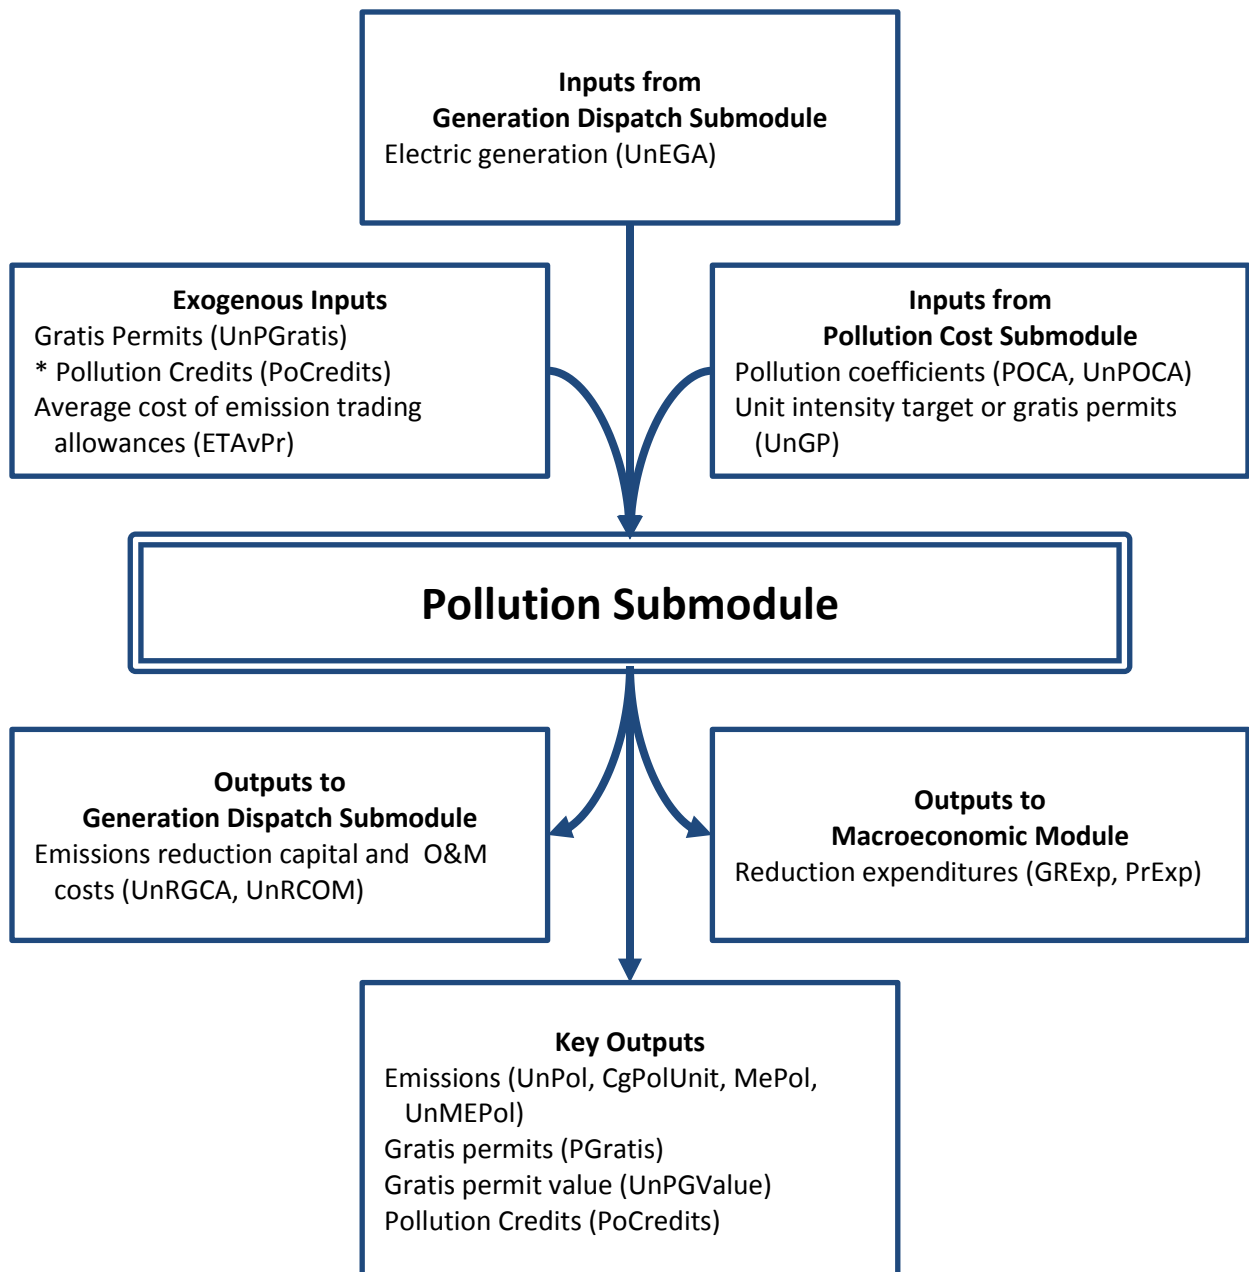 Inputs from
Generation Dispatch Submodule
Electric generation (UnEGA)
Exogenous Inputs
Gratis Permits (UnPGratis)
* Pollution Credits (PoCredits)
Average cost of emission trading
allowances (ETAvPr)
Inputs from
Pollution Cost Submodule
Pollution coefficients (POCA, UnPOCA)
Unit intensity target or gratis permits
(UnGP)
Pollution Submodule
Outputs to
Generation Dispatch Submodule
Emissions reduction capital and O&M
costs (UnRGCA, UnRCOM)
Outputs to
Macroeconomic Module
Reduction expenditures (GRExp, PrExp)
Key Outputs
Emissions (UnPol, CgPolUnit, MePol,
UnMEPol)
Gratis permits (PGratis)
Gratis permit value (UnPGValue)
Pollution Credits (PoCredits)